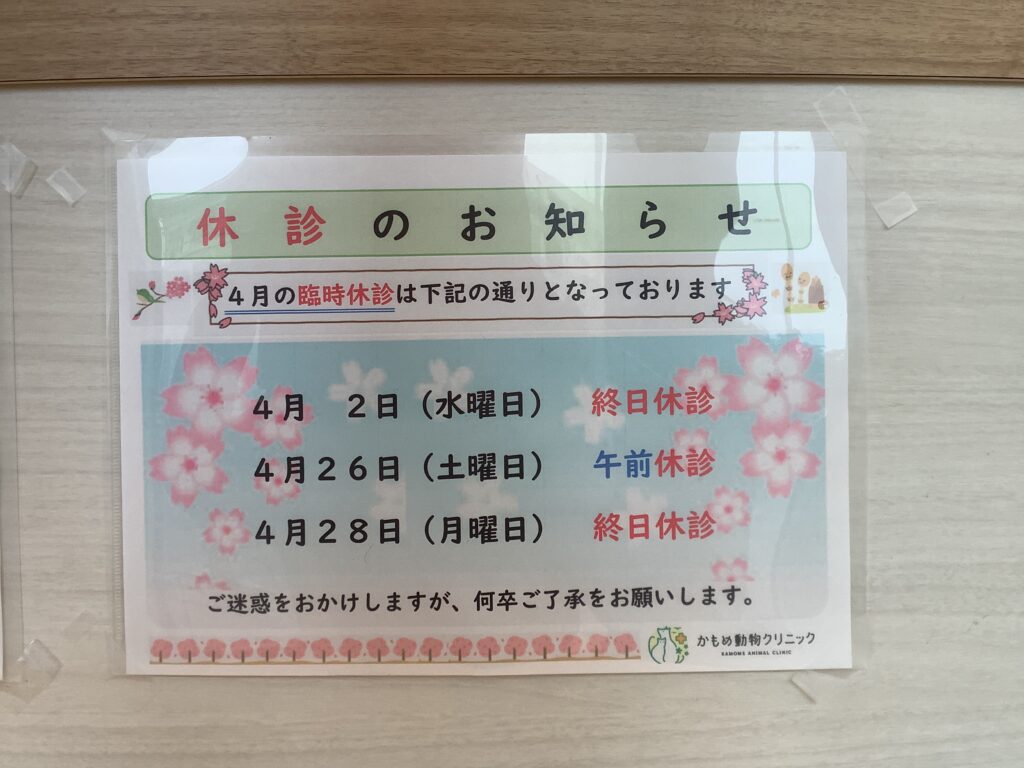 休診のお知らせ
４月の臨時休診は下記の通りとなっております
４月　２日（水曜日）　終日休診
４月２６日（土曜日）　午前休診
４月２８日（月曜日）　終日休診
ご迷惑をおかけしますが、何卒ご了承をお願いします。
かもめ動物クリニック
KAMOME ANIMAL CLINIC